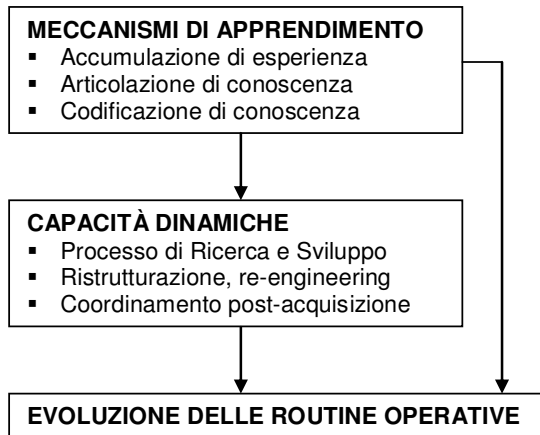 MECCANISMI DI APPRENDIMENTO
▪ Accumulazione di esperienza
▪ Articolazione di conoscenza
▪ Codificazione di conoscenza
CAPACITÀ DINAMICHE
▪ Processo di Ricerca e Sviluppo
▪ Ristrutturazione, re-engineering
▪ Coordinamento post-acquisizione
EVOLUZIONE DELLE ROUTINE OPERATIVE